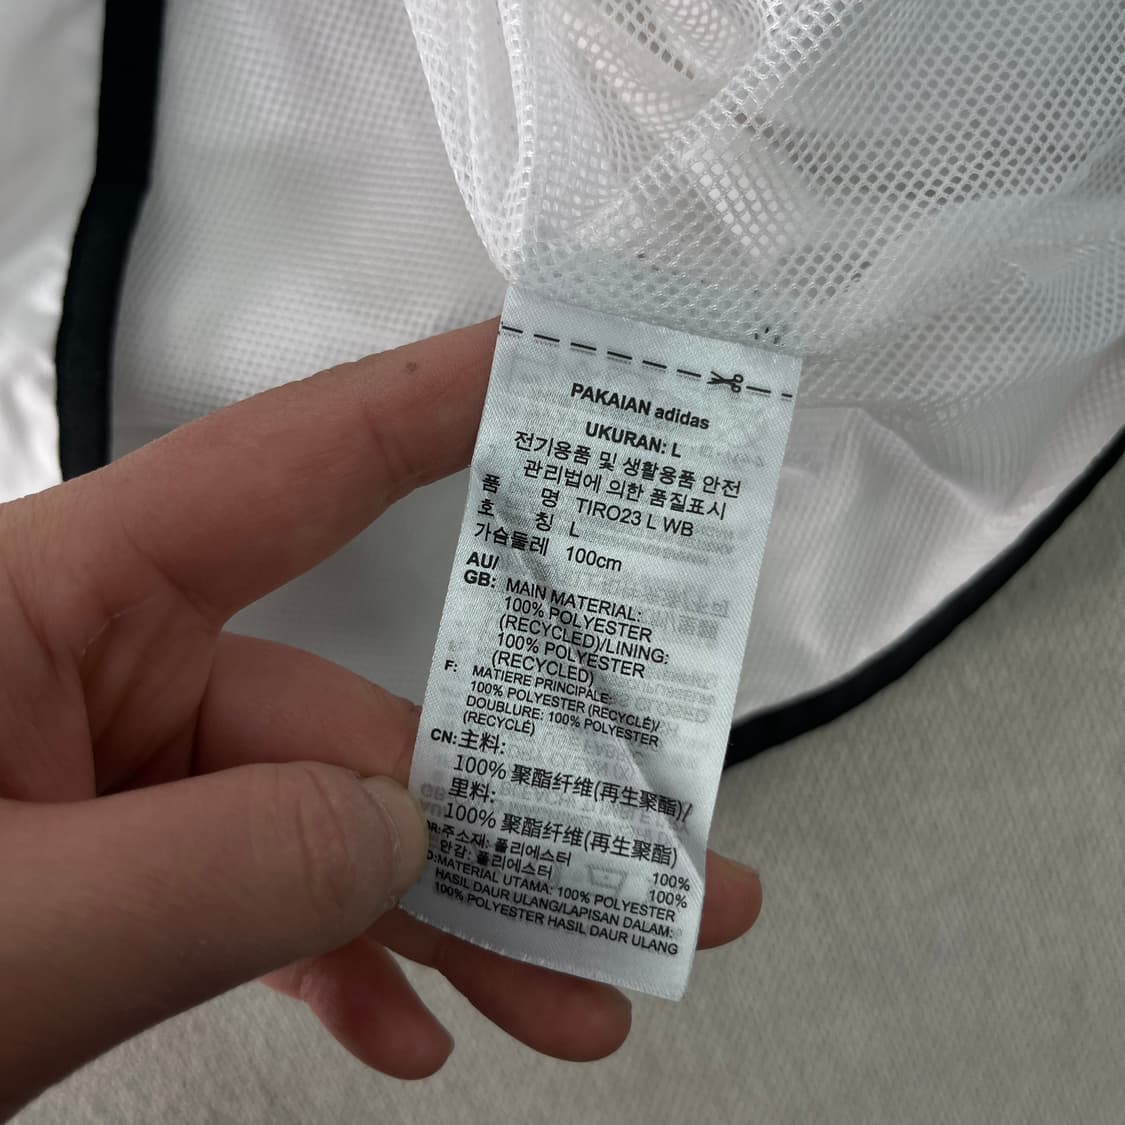 PAKAIAN adidas
UKURAN: L
전기용품 및 생활용품 안전
관리법에 의한 품질표시
품 명 TIRO23 L WB
호 칭 L
가슴둘레 100cm
AU/
GB: MAIN MATERIAL:
100% POLYESTER
(RECYCLED)/LINING:
100% POLYESTER
(RECYCLED)
F: MATIERE PRINCIPALE:
100% POLYESTER (RECYCLÉ)/
DOUBLURE: 100% POLYESTER
(RECYCLÉ)
CN: 主料:
100% 聚酯纤维(再生聚酯)/
里料:
100% 聚酯纤维(再生聚酯)
주소재: 폴리에스터 100%
안감: 폴리에스터 100%
MATERIAL UTAMA: 100% POLYESTER
HASIL DAUR ULANG/LAPISAN DALAM:
100% POLYESTER HASIL DAUR ULANG